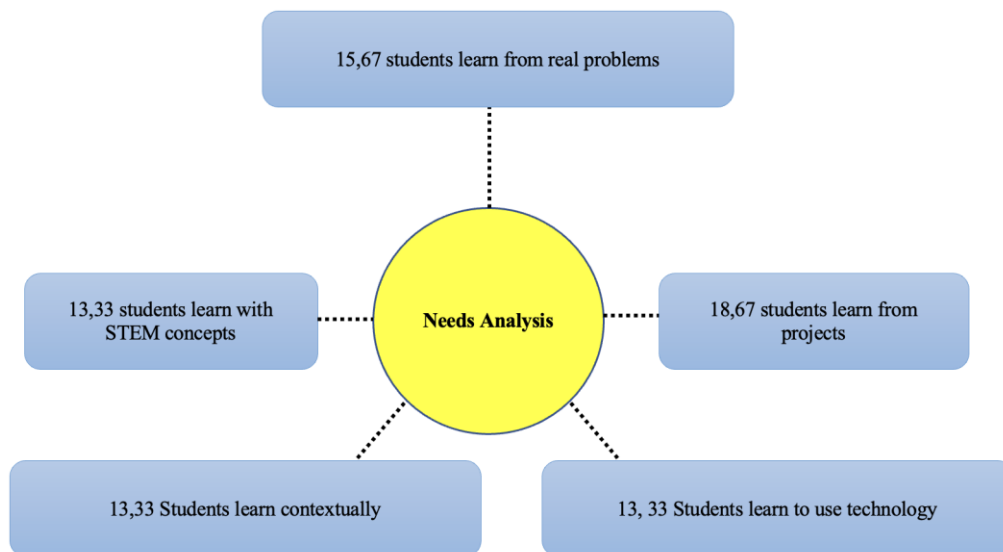 15,67 students learn from real problems
13,33 students learn with
STEM concepts
Needs Analysis
18,67 students learn from
projects
13,33 Students learn contextually
13, 33 Students learn to use technology